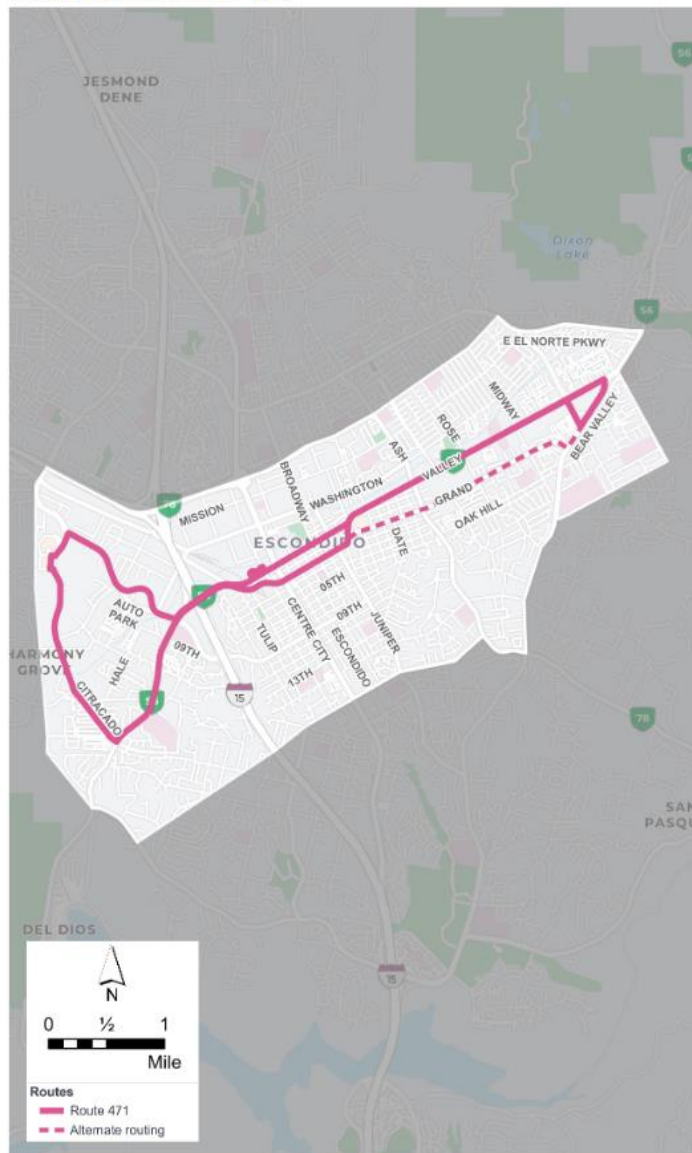 JESMOND
DENE
56
Dixon
Lake
56
E EL NORTE PKWY
MIDWAY
ROSE
BEAR VALLEY
ASH
VALLEY
BROADWAY
WASHINGTON
GRAND
MISSION
OAK HILL
ESCONDIDO
DATE
05TH
AUTO
PARK
CENTRE CITY
09TH
JUNIPER
TULIP
ESCONDIDO
09TH
HARMONY
GROVE
HALE
13TH
15
CITRACADO
78
SAN
PASQU
DEL DIOS
15
N
0 ½ 1
Mile
Routes
Route 471
Alternate routing